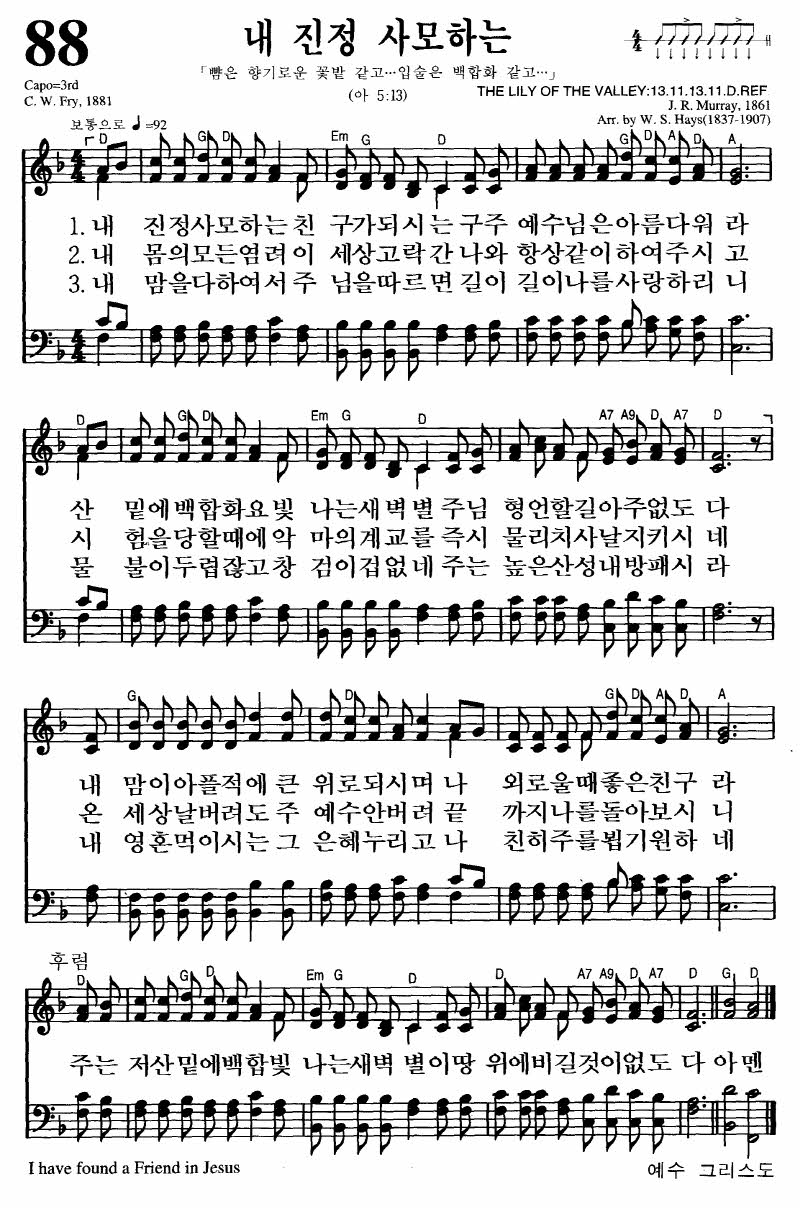 88
내 진정 사모하는
「뺨은 향기로운 꽃밭 같고…입술은 백합화 같고…」
(아 5:13)
Capo=3rd
C. W. Fry, 1881
THE LILY OF THE VALLEY:13.11.13.11.D.REF
J. R. Murray, 1861
Arr. by W. S. Hays(1837-1907)
보통으로 ♩=92
D G D Em G D G D A A
1. 내 진정사모하는친 구가되시는구주 예수님은아름다워 라
2. 내 몸의모든염려이 세상고락간나와 항상같이하여주시 고
3. 내 맘을다하여서주 님을따르면길이 길이나를사랑하리 니
D G D Em G D A7 A9 D A7 D
산 밑에백합화요빛 나는새벽별주님 형언할길아주없도 다
시 험을당할때에악 마의계교를즉시 물리치사날지키시 네
물 불이두렵잖고창 검이겁없네주는 높은산성내방패시 라
G D G D A D A
내 맘이아플적에큰 위로되시며나 외로울때좋은친구 라
온 세상날버려도주 예수안버려끝 까지나를돌아보시 니
내 영혼먹이시는그 은혜누리고나 친히주를뵙기원하 네
후렴
D G D Em G D A7 A9 D A7 D G D
주는 저산밑에백합빛 나는새벽 별이땅 위에비길것이없도 다 아멘
I have found a Friend in Jesus
예수 그리스도